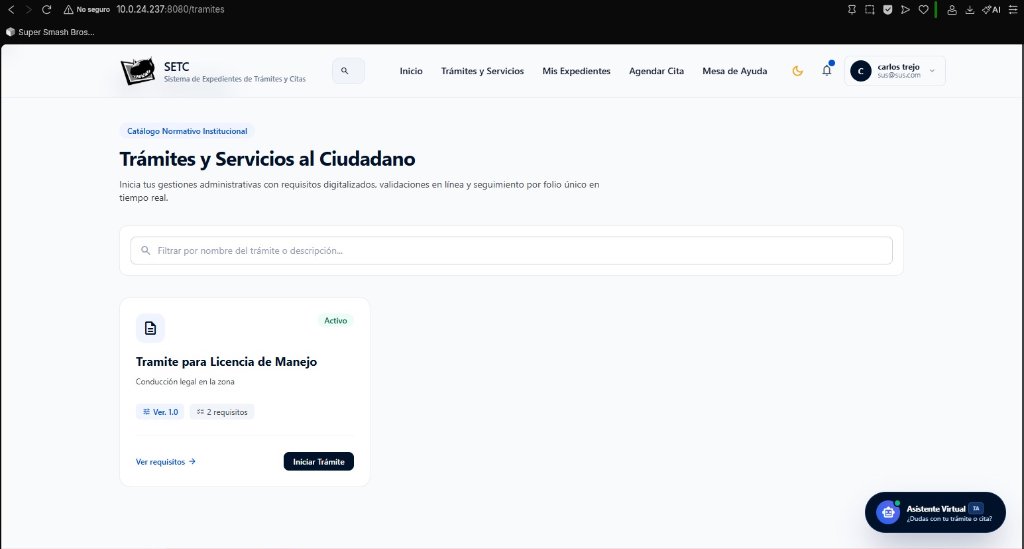 No seguro
10.0.24.237:8080/tramites
AI
Super Smash Bros...
SETC
Sistema de Expedientes de Trámites y Citas
Inicio
Trámites y Servicios
Mis Expedientes
Agendar Cita
Mesa de Ayuda
C
carlos trejo
sus@sus.com
Catálogo Normativo Institucional
Trámites y Servicios al Ciudadano
Inicia tus gestiones administrativas con requisitos digitalizados, validaciones en línea y seguimiento por folio único en
tiempo real.
Filtrar por nombre del trámite o descripción...
Activo
Tramite para Licencia de Manejo
Conducción legal en la zona
Ver. 1.0
2 requisitos
Ver requisitos →
Iniciar Trámite
Asistente Virtual
¿Dudas con tu trámite o cita?